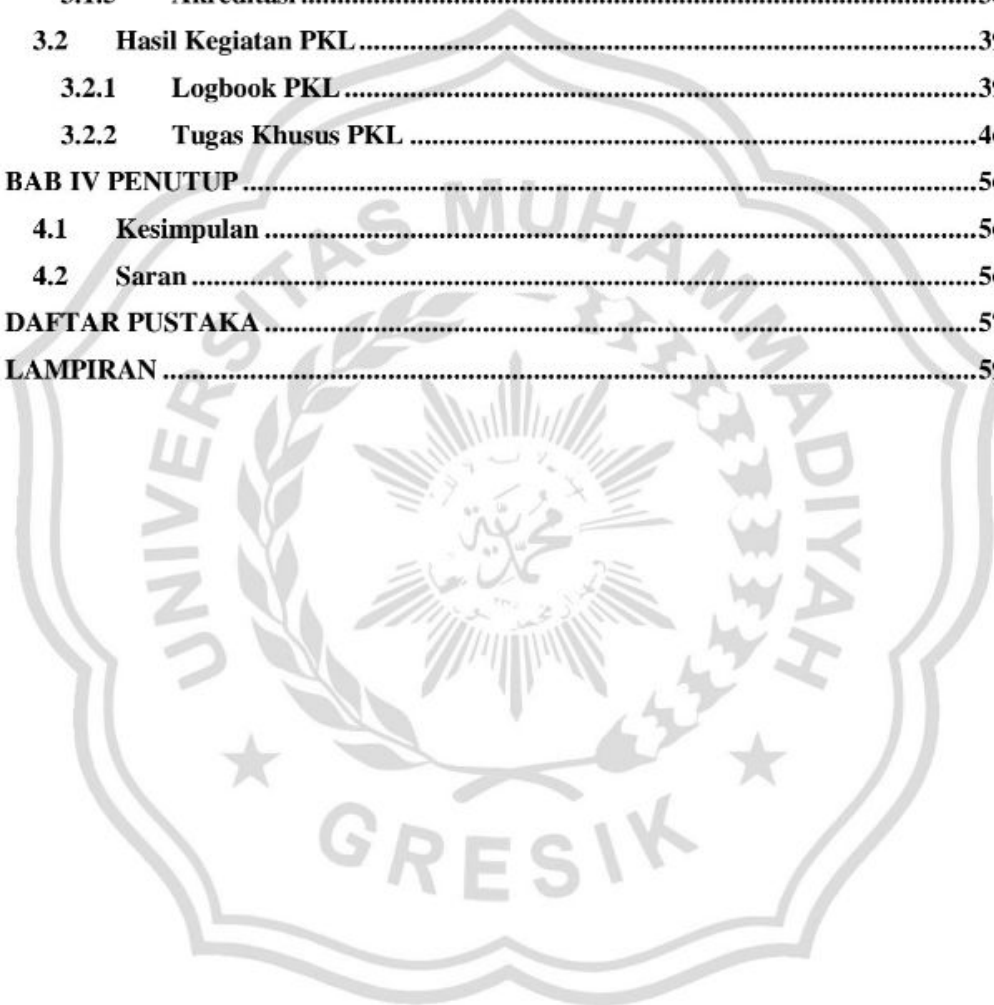 Akreditasi
3.2 Hasil Kegiatan PKL
3.2.1 Logbook PKL
3.2.2 Tugas Khusus PKL
BAB IV PENUTUP
4.1 Kesimpulan
4.2 Saran
DAFTAR PUSTAKA
LAMPIRAN
UNIVERSITAS MUHAMMADIYAH
GRESIK